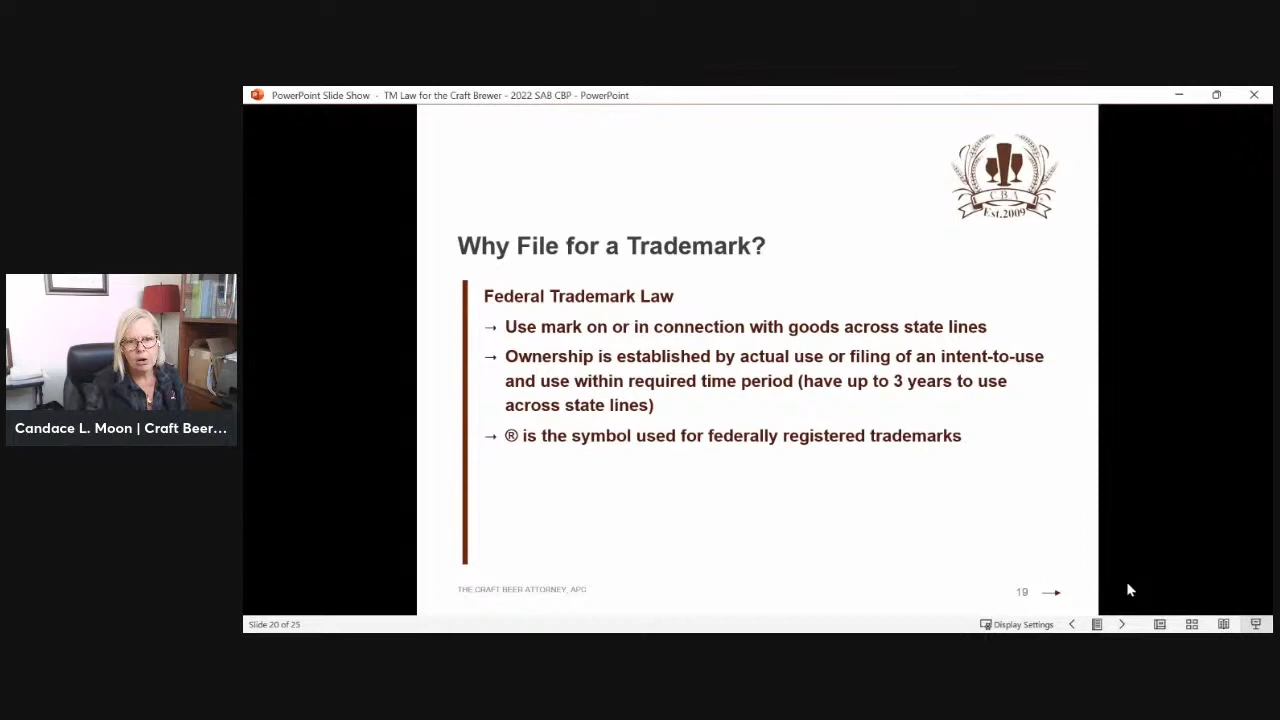 PowerPoint Slide Show - TM Law for the Craft Brewer - 2022 SAB CBP - PowerPoint
CBA
Est.2009
Why File for a Trademark?
Federal Trademark Law
→ Use mark on or in connection with goods across state lines
→ Ownership is established by actual use or filing of an intent-to-use
and use within required time period (have up to 3 years to use
across state lines)
→ ® is the symbol used for federally registered trademarks
Candace L. Moon | Craft Beer...
THE CRAFT BEER ATTORNEY, APC
19
Slide 20 of 25
Display Settings